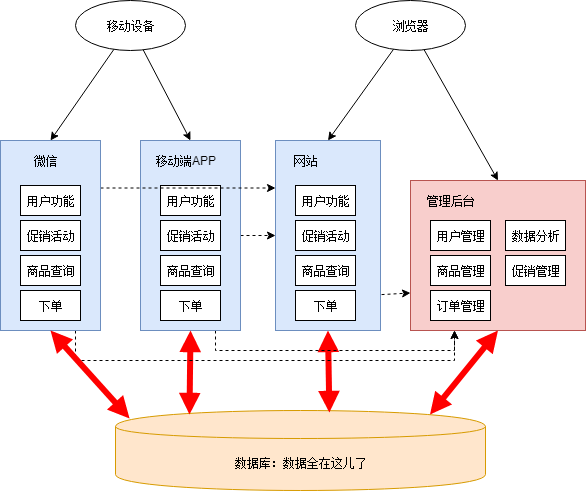 移动设备
浏览器
微信
用户功能
促销活动
商品查询
下单
移动端APP
用户功能
促销活动
商品查询
下单
网站
用户功能
促销活动
商品查询
下单
管理后台
用户管理
数据分析
商品管理
促销管理
订单管理
数据库：数据全在这儿了